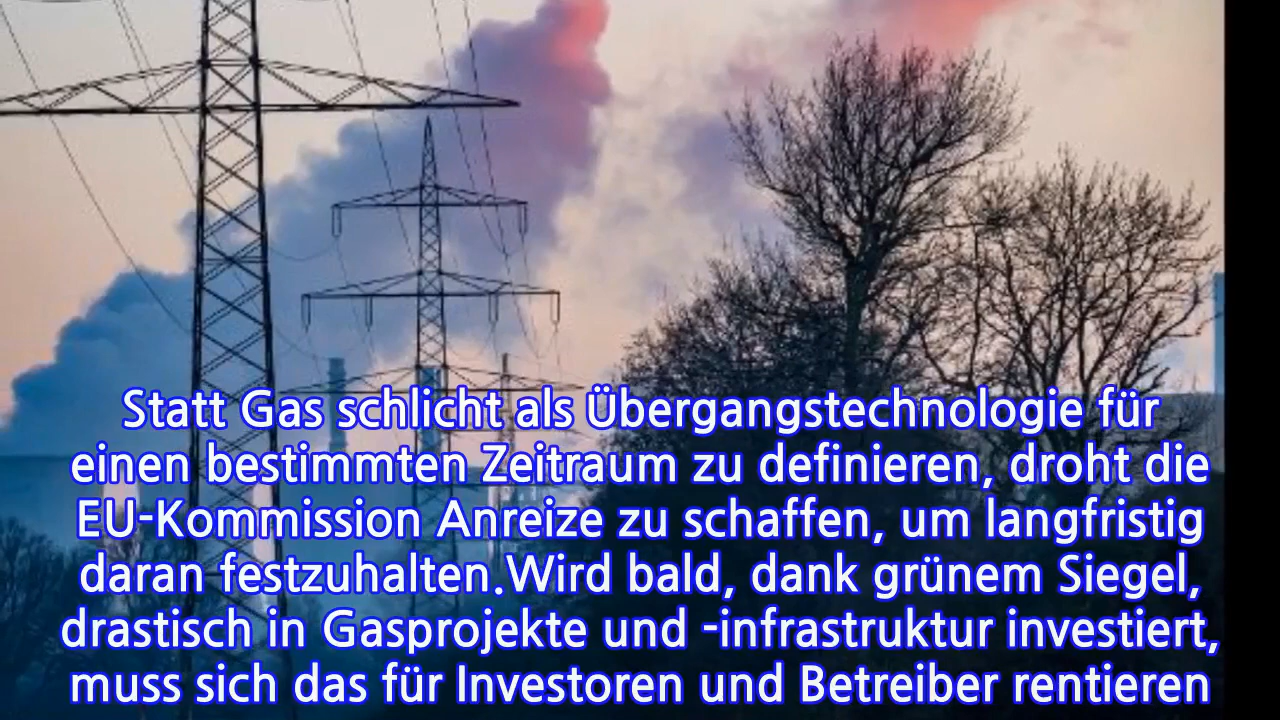 Statt Gas schlicht als Übergangstechnologie für
einen bestimmten Zeitraum zu definieren, droht die
EU-Kommission Anreize zu schaffen, um langfristig
daran festzuhalten.Wird bald, dank grünem Siegel,
drastisch in Gasprojekte und -infrastruktur investiert,
muss sich das für Investoren und Betreiber rentieren